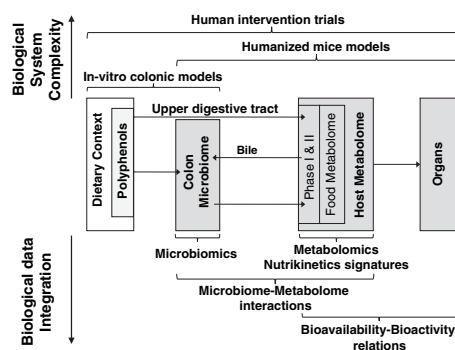 Biological
System
Complexity
Human intervention trials
Humanized mice models
In-vitro colonic models
Upper digestive tract
Dietary Context
Polyphenols
Colon
Microbiome
Bile
Phase I & II
Food Metabolome
Host Metabolome
Organs
Biological data
Integration
Microbiomics
Metabolomics
Nutrikinetics signatures
Microbiome-Metabolome
interactions
Bioavailability-Bioactivity
relations